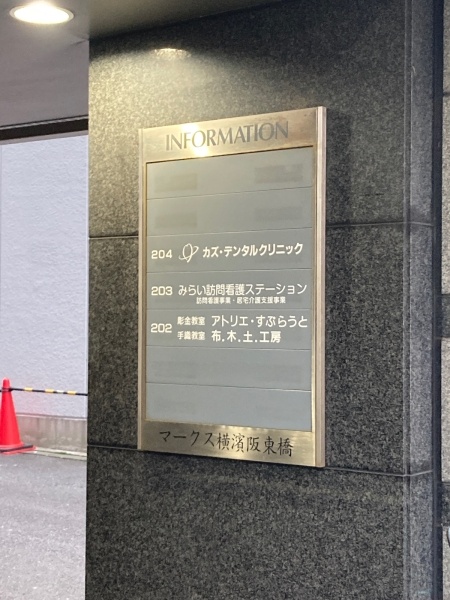 INFORMATION
204 カズ・デンタルクリニック
203 みらい訪問看護ステーション
訪問看護事業・居宅介護支援事業
202 彫金教室 アトリエ・すぷらうと
手織教室 布.木.土.工房
マークス横濱阪東橋